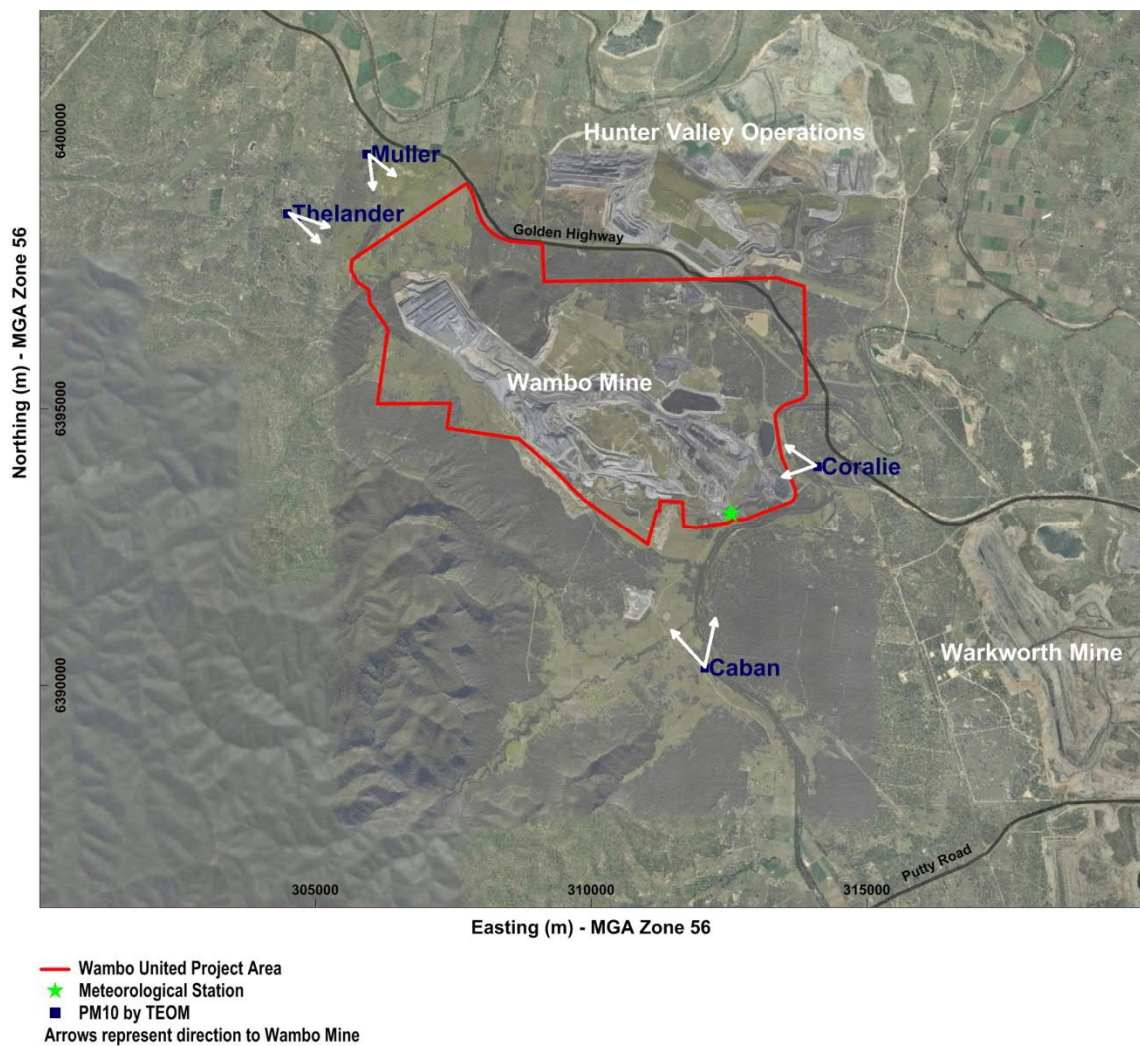 Northing (m) - MGA Zone 56
6400000
6395000
6390000
Hunter Valley Operations
Muller
Thelander
Golden Highway
Wambo Mine
Coralie
Caban
Warkworth Mine
Putty Road
305000
310000
315000
Easting (m) - MGA Zone 56
Wambo United Project Area
Meteorological Station
PM10 by TEOM
Arrows represent direction to Wambo Mine